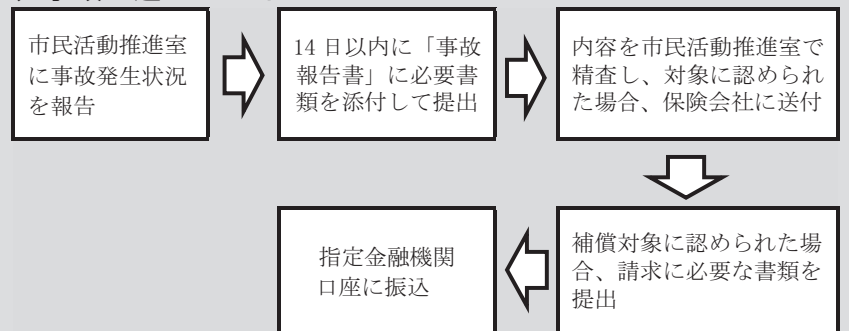 市民活動推進室
に事故発生状況
を報告
14 日以内に「事故
報告書」に必要書
類を添付して提出
内容を市民活動推進室で
精査し、対象に認められ
た場合、保険会社に送付
補償対象に認められた場
合、請求に必要な書類を
提出
指定金融機関
口座に振込